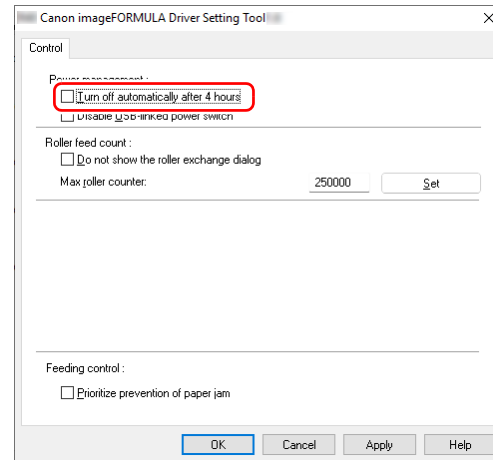 Canon imageFORMULA Driver Setting Tool
Control
Power management :
Turn off automatically after 4 hours
Disable USB-linked power switch
Roller feed count :
Do not show the roller exchange dialog
Max roller counter: 250000 Set
Feeding control :
Prioritize prevention of paper jam
OK Cancel Apply Help